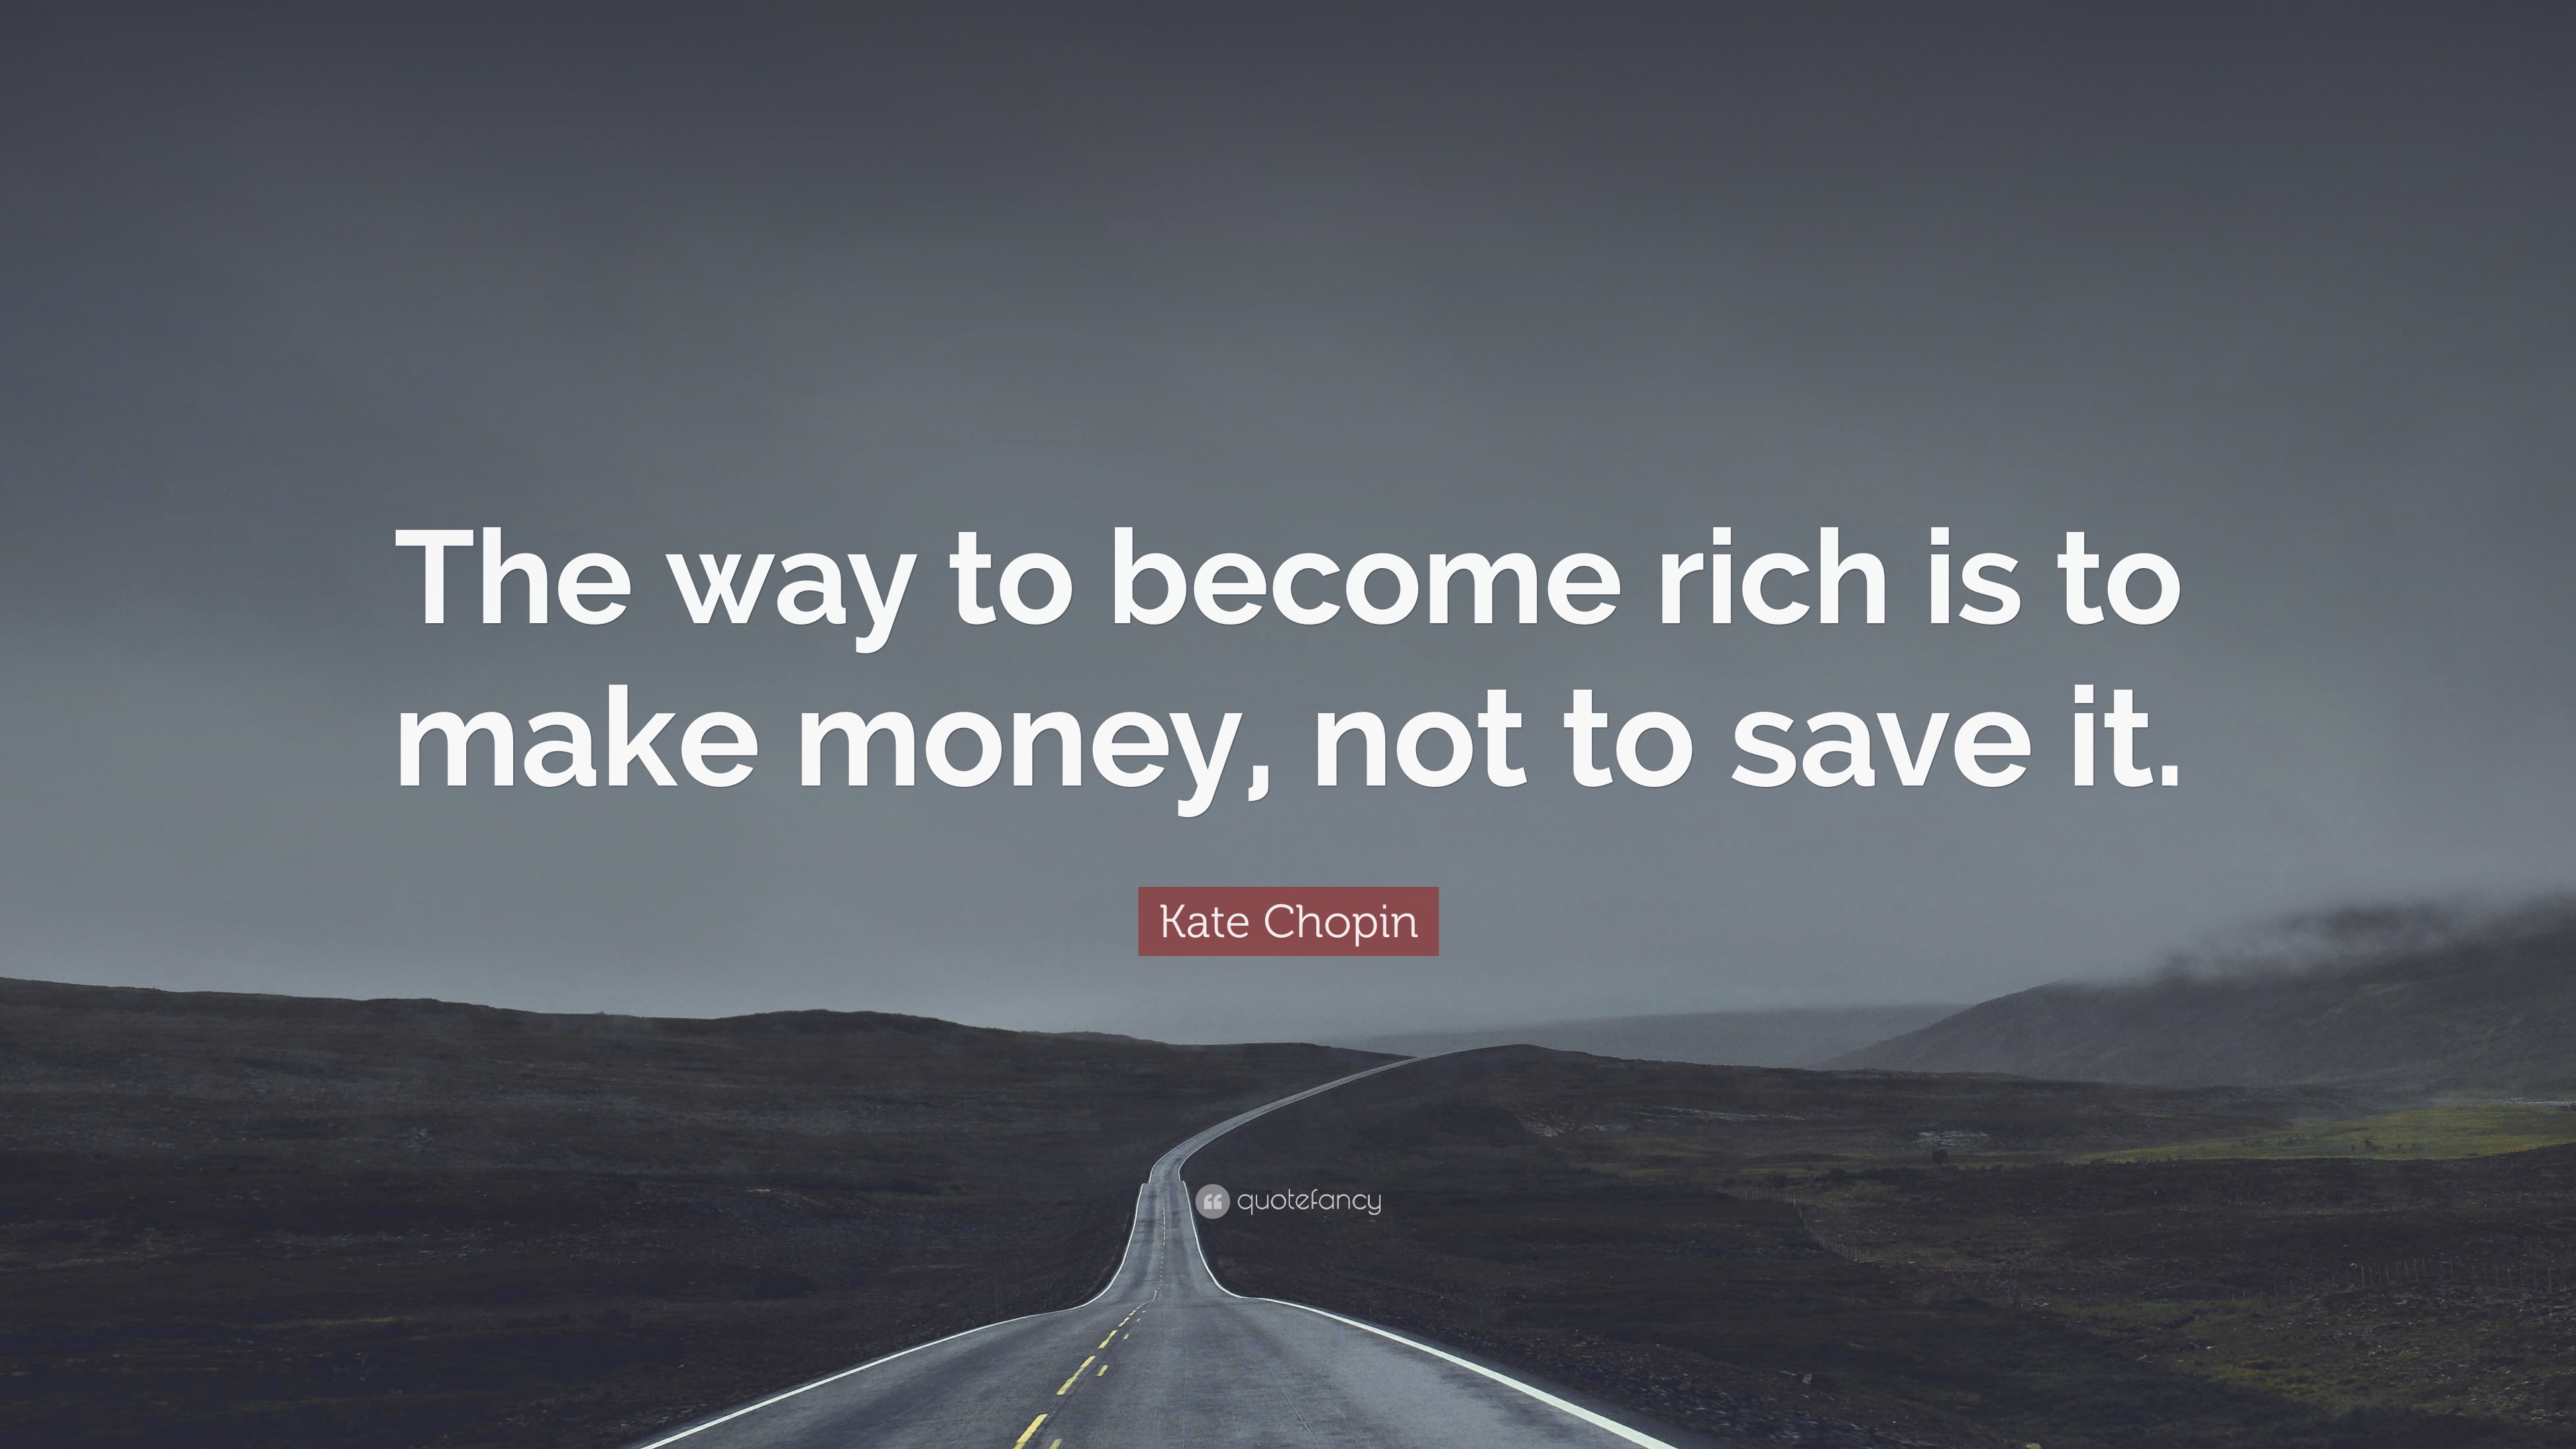 The way to become rich is to
make money, not to save it.
Kate Chopin
quotefancy